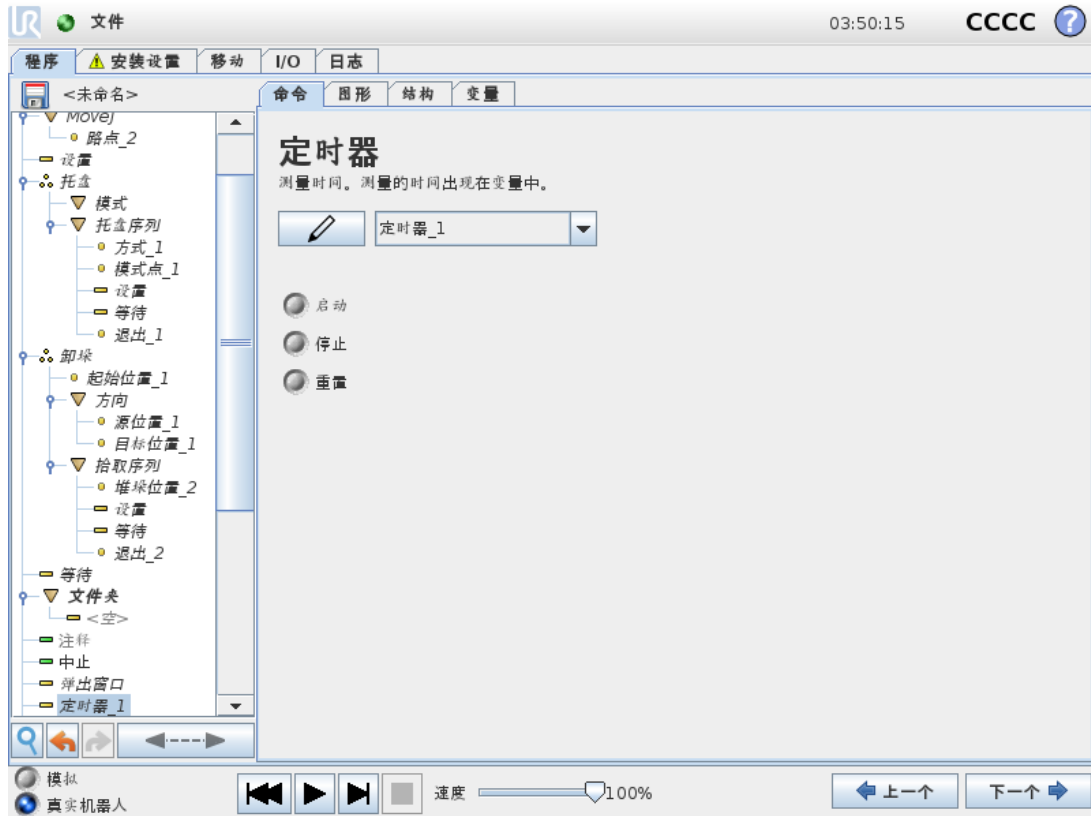 UR 文件 03:50:15 CCCC ?
程序 安装设置 移动 I/O 日志
<未命名> 命令 图形 结构 变量
MoveJ
路点_2
设置
托盘
模式
托盘序列
方式_1
模式点_1
设置
等待
退出_1
卸垛
起始位置_1
方向
源位置_1
目标位置_1
拾取序列
堆垛位置_2
设置
等待
退出_2
等待
文件夹
<空>
注释
中止
弹出窗口
定时器_1
定时器
测量时间。测量的时间出现在变量中。
定时器_1
启动
停止
重置
模拟
真实机器人
速度 100%
上一个 下一个